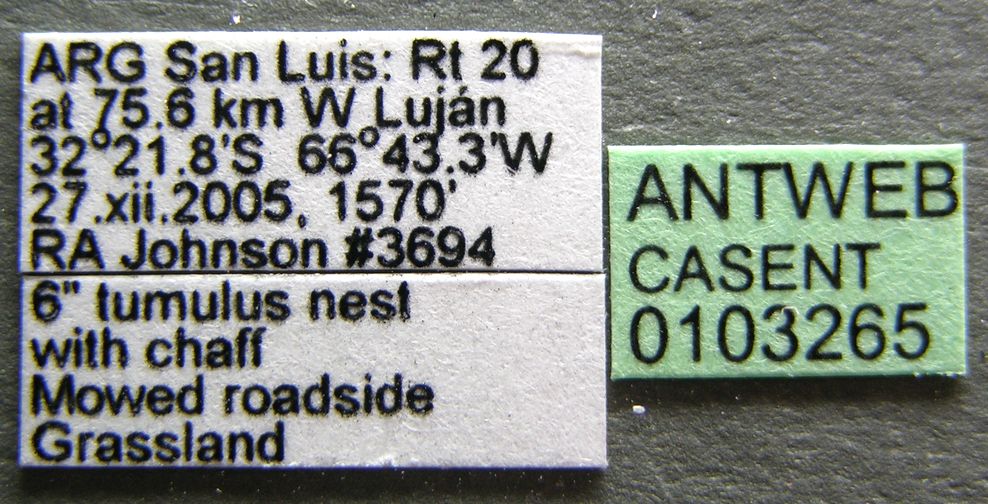 ARG San Luis: Rt 20
at 75.6 km W Luján
32°21.8'S 66°43.3'W
27.xii.2005, 1570'
RA Johnson #3694
6" tumulus nest
with chaff
Mowed roadside
Grassland
ANTWEB
CASENT
0103265